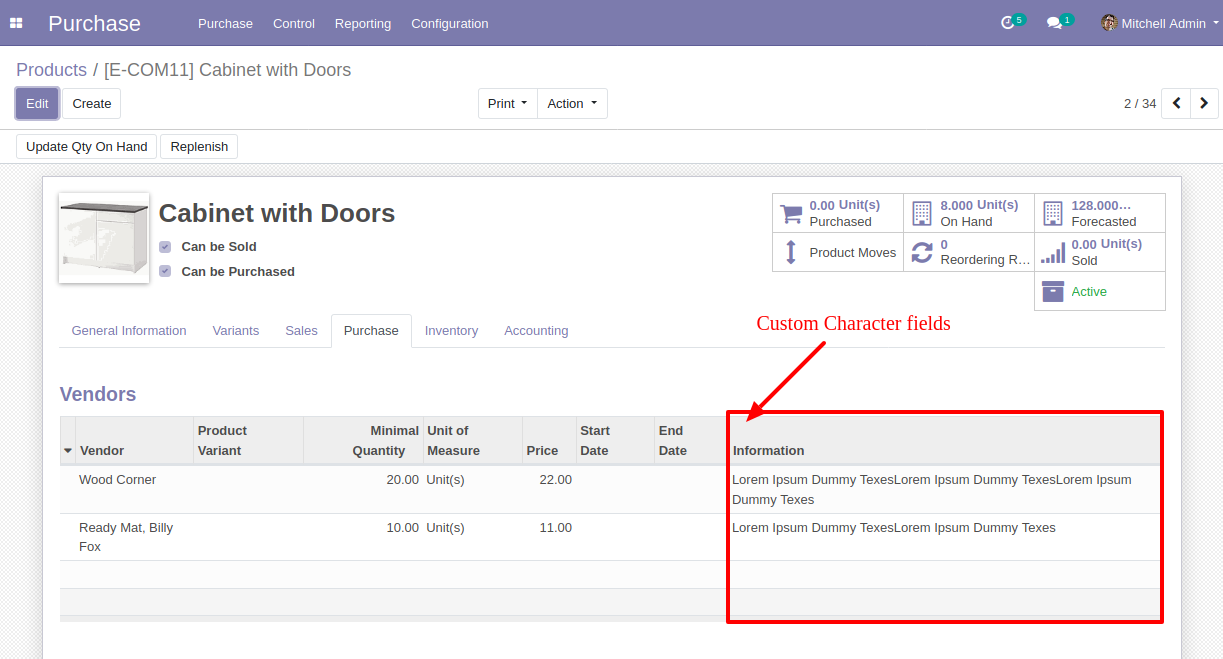 Purchase Purchase Control Reporting Configuration 5 1 Mitchell Admin
Products / [E-COM11] Cabinet with Doors
Edit Create Print Action 2 / 34
Update Qty On Hand Replenish
Cabinet with Doors
Can be Sold
Can be Purchased
0.00 Unit(s)
Purchased
8.000 Unit(s)
On Hand
128.000…
Forecasted
Product Moves
0
Reordering R…
0.00 Unit(s)
Sold
Active
Custom Character fields
General Information Variants Sales Purchase Inventory Accounting
Vendors
Vendor
Product
Variant
Minimal
Quantity
Unit of
Measure
Price
Start
Date
End
Date
Information
Wood Corner 20.00 Unit(s) 22.00 Lorem Ipsum Dummy TexesLorem Ipsum Dummy TexesLorem Ipsum
Dummy Texes
Ready Mat, Billy 10.00 Unit(s) 11.00 Lorem Ipsum Dummy TexesLorem Ipsum Dummy Texes
Fox